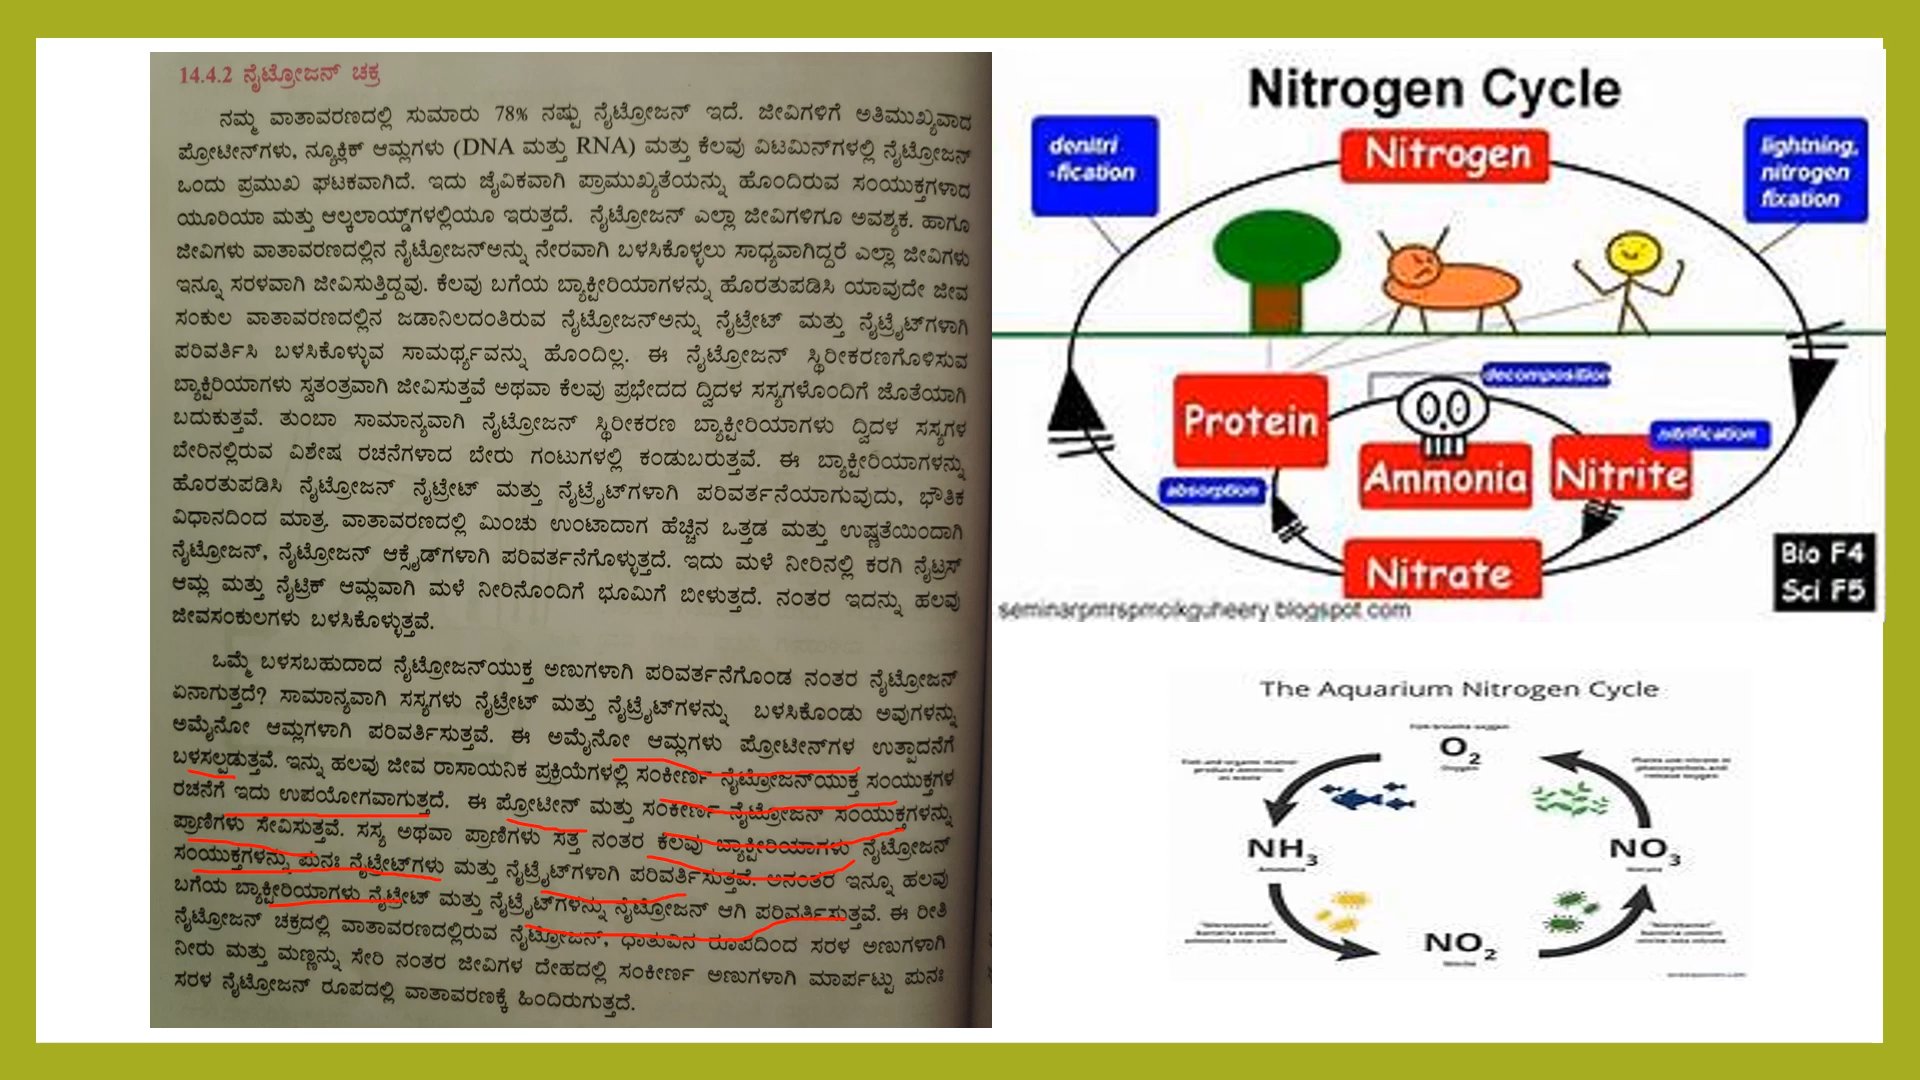 14.4.2 ನೈಟ್ರೋಜನ್ ಚಕ್ರ
ನಮ್ಮ ವಾತಾವರಣದಲ್ಲಿ ಸುಮಾರು 78% ನಷ್ಟು ನೈಟ್ರೋಜನ್ ಇದೆ. ಜೀವಿಗಳಿಗೆ ಅತಿಮುಖ್ಯವಾದ
ಪ್ರೋಟೀನ್‌ಗಳು, ನ್ಯೂಕ್ಲಿಕ್ ಆಮ್ಲಗಳು (DNA ಮತ್ತು RNA) ಮತ್ತು ಕೆಲವು ವಿಟಮಿನ್‌ಗಳಲ್ಲಿ ನೈಟ್ರೋಜನ್
ಒಂದು ಪ್ರಮುಖ ಘಟಕವಾಗಿದೆ. ಇದು ಜೈವಿಕವಾಗಿ ಪ್ರಾಮುಖ್ಯತೆಯನ್ನು ಹೊಂದಿರುವ ಸಂಯುಕ್ತಗಳಾದ
ಯೂರಿಯಾ ಮತ್ತು ಆಲ್ಕಲಾಯ್ಡ್‌ಗಳಲ್ಲಿಯೂ ಇರುತ್ತದೆ. ನೈಟ್ರೋಜನ್ ಎಲ್ಲಾ ಜೀವಿಗಳಿಗೂ ಅವಶ್ಯಕ. ಹಾಗೂ
ಜೀವಿಗಳು ವಾತಾವರಣದಲ್ಲಿನ ನೈಟ್ರೋಜನ್‌ಅನ್ನು ನೇರವಾಗಿ ಬಳಸಿಕೊಳ್ಳಲು ಸಾಧ್ಯವಾಗಿದ್ದರೆ ಎಲ್ಲಾ ಜೀವಿಗಳು
ಇನ್ನೂ ಸರಳವಾಗಿ ಜೀವಿಸುತ್ತಿದ್ದವು. ಕೆಲವು ಬಗೆಯ ಬ್ಯಾಕ್ಟೀರಿಯಾಗಳನ್ನು ಹೊರತುಪಡಿಸಿ ಯಾವುದೇ ಜೀವ
ಸಂಕುಲ ವಾತಾವರಣದಲ್ಲಿನ ಜಡಾನಿಲದಂತಿರುವ ನೈಟ್ರೋಜನ್‌ಅನ್ನು ನೈಟ್ರೇಟ್ ಮತ್ತು ನೈಟ್ರೈಟ್‌ಗಳಾಗಿ
ಪರಿವರ್ತಿಸಿ ಬಳಸಿಕೊಳ್ಳುವ ಸಾಮರ್ಥ್ಯವನ್ನು ಹೊಂದಿಲ್ಲ. ಈ ನೈಟ್ರೋಜನ್ ಸ್ಥಿರೀಕರಣಗೊಳಿಸುವ
ಬ್ಯಾಕ್ಟಿರಿಯಾಗಳು ಸ್ವತಂತ್ರವಾಗಿ ಜೀವಿಸುತ್ತವೆ ಅಥವಾ ಕೆಲವು ಪ್ರಭೇದದ ದ್ವಿದಳ ಸಸ್ಯಗಳೊಂದಿಗೆ ಜೊತೆಯಾಗಿ
ಬದುಕುತ್ತವೆ. ತುಂಬಾ ಸಾಮಾನ್ಯವಾಗಿ ನೈಟ್ರೋಜನ್ ಸ್ಥಿರೀಕರಣ ಬ್ಯಾಕ್ಟೀರಿಯಾಗಳು ದ್ವಿದಳ ಸಸ್ಯಗಳ
ಬೇರಿನಲ್ಲಿರುವ ವಿಶೇಷ ರಚನೆಗಳಾದ ಬೇರು ಗಂಟುಗಳಲ್ಲಿ ಕಂಡುಬರುತ್ತವೆ. ಈ ಬ್ಯಾಕ್ಟೀರಿಯಾಗಳನ್ನು
ಹೊರತುಪಡಿಸಿ ನೈಟ್ರೋಜನ್ ನೈಟ್ರೇಟ್ ಮತ್ತು ನೈಟ್ರೈಟ್‌ಗಳಾಗಿ ಪರಿವರ್ತನೆಯಾಗುವುದು, ಭೌತಿಕ
ವಿಧಾನದಿಂದ ಮಾತ್ರ. ವಾತಾವರಣದಲ್ಲಿ ಮಿಂಚು ಉಂಟಾದಾಗ ಹೆಚ್ಚಿನ ಒತ್ತಡ ಮತ್ತು ಉಷ್ಣತೆಯಿಂದಾಗಿ
ನೈಟ್ರೋಜನ್, ನೈಟ್ರೋಜನ್ ಆಕ್ಸೈಡ್‌ಗಳಾಗಿ ಪರಿವರ್ತನೆಗೊಳ್ಳುತ್ತದೆ. ಇದು ಮಳೆ ನೀರಿನಲ್ಲಿ ಕರಗಿ ನೈಟ್ರಸ್
ಆಮ್ಲ ಮತ್ತು ನೈಟ್ರಿಕ್ ಆಮ್ಲವಾಗಿ ಮಳೆ ನೀರಿನೊಂದಿಗೆ ಭೂಮಿಗೆ ಬೀಳುತ್ತದೆ. ನಂತರ ಇದನ್ನು ಹಲವು
ಜೀವಸಂಕುಲಗಳು ಬಳಸಿಕೊಳ್ಳುತ್ತವೆ.
ಒಮ್ಮೆ ಬಳಸಬಹುದಾದ ನೈಟ್ರೋಜನ್‌ಯುಕ್ತ ಅಣುಗಳಾಗಿ ಪರಿವರ್ತನೆಗೊಂಡ ನಂತರ ನೈಟ್ರೋಜನ್
ಏನಾಗುತ್ತದೆ? ಸಾಮಾನ್ಯವಾಗಿ ಸಸ್ಯಗಳು ನೈಟ್ರೇಟ್ ಮತ್ತು ನೈಟ್ರೈಟ್‌ಗಳನ್ನು ಬಳಸಿಕೊಂಡು ಅವುಗಳನ್ನು
ಅಮೈನೋ ಆಮ್ಲಗಳಾಗಿ ಪರಿವರ್ತಿಸುತ್ತವೆ. ಈ ಅಮೈನೋ ಆಮ್ಲಗಳು ಪ್ರೋಟೀನ್‌ಗಳ ಉತ್ಪಾದನೆಗೆ
ಬಳಸಲ್ಪಡುತ್ತವೆ. ಇನ್ನು ಹಲವು ಜೀವ ರಾಸಾಯನಿಕ ಪ್ರಕ್ರಿಯೆಗಳಲ್ಲಿ ಸಂಕೀರ್ಣ ನೈಟ್ರೋಜನ್‌ಯುಕ್ತ ಸಂಯುಕ್ತಗಳ
ರಚನೆಗೆ ಇದು ಉಪಯೋಗವಾಗುತ್ತದೆ. ಈ ಪ್ರೋಟೀನ್ ಮತ್ತು ಸಂಕೀರ್ಣ ನೈಟ್ರೋಜನ್ ಸಂಯುಕ್ತಗಳನ್ನು
ಪ್ರಾಣಿಗಳು ಸೇವಿಸುತ್ತವೆ. ಸಸ್ಯ ಅಥವಾ ಪ್ರಾಣಿಗಳು ಸತ್ತ ನಂತರ ಕೆಲವು ಬ್ಯಾಕ್ಟೀರಿಯಾಗಳು ನೈಟ್ರೋಜನ್
ಸಂಯುಕ್ತಗಳನ್ನು ಪುನಃ ನೈಟ್ರೇಟ್‌ಗಳು ಮತ್ತು ನೈಟ್ರೈಟ್‌ಗಳಾಗಿ ಪರಿವರ್ತಿಸುತ್ತವೆ. ಅನಂತರ ಇನ್ನೂ ಹಲವು
ಬಗೆಯ ಬ್ಯಾಕ್ಟೀರಿಯಾಗಳು ನೈಟ್ರೇಟ್ ಮತ್ತು ನೈಟ್ರೈಟ್‌ಗಳನ್ನು ನೈಟ್ರೋಜನ್ ಆಗಿ ಪರಿವರ್ತಿಸುತ್ತವೆ. ಈ ರೀತಿ
ನೈಟ್ರೋಜನ್ ಚಕ್ರದಲ್ಲಿ ವಾತಾವರಣದಲ್ಲಿರುವ ನೈಟ್ರೋಜನ್, ಧಾತುವಿನ ರೂಪದಿಂದ ಸರಳ ಅಣುಗಳಾಗಿ
ನೀರು ಮತ್ತು ಮಣ್ಣನ್ನು ಸೇರಿ ನಂತರ ಜೀವಿಗಳ ದೇಹದಲ್ಲಿ ಸಂಕೀರ್ಣ ಅಣುಗಳಾಗಿ ಮಾರ್ಪಟ್ಟು ಪುನಃ
ಸರಳ ನೈಟ್ರೋಜನ್ ರೂಪದಲ್ಲಿ ವಾತಾವರಣಕ್ಕೆ ಹಿಂದಿರುಗುತ್ತದೆ.
Nitrogen Cycle
denitri
-fication
Nitrogen
lightning,
nitrogen
fixation
decomposition
Protein
nitrification
Ammonia
Nitrite
absorption
Nitrate
Bio F4
Sci F5
seminarpmrspmcikguheery.blogspot.com
The Aquarium Nitrogen Cycle
O2
Oxygen
NH3
NO3
NO2